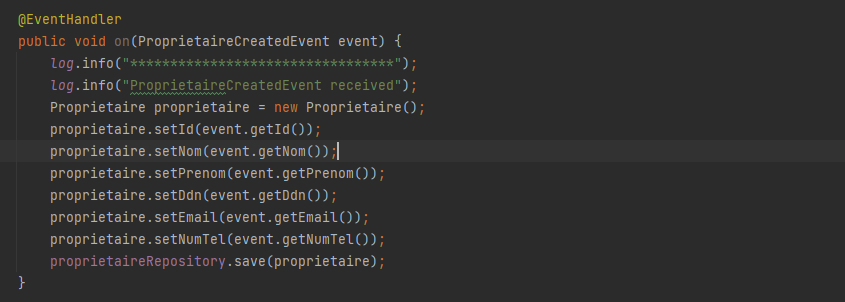 @EventHandler
public void on(ProprietaireCreatedEvent event) {
log.info("*********************************");
log.info("ProprietaireCreatedEvent received");
Proprietaire proprietaire = new Proprietaire();
proprietaire.setId(event.getId());
proprietaire.setNom(event.getNom());
proprietaire.setPrenom(event.getPrenom());
proprietaire.setDdn(event.getDdn());
proprietaire.setEmail(event.getEmail());
proprietaire.setNumTel(event.getNumTel());
proprietaireRepository.save(proprietaire);
}